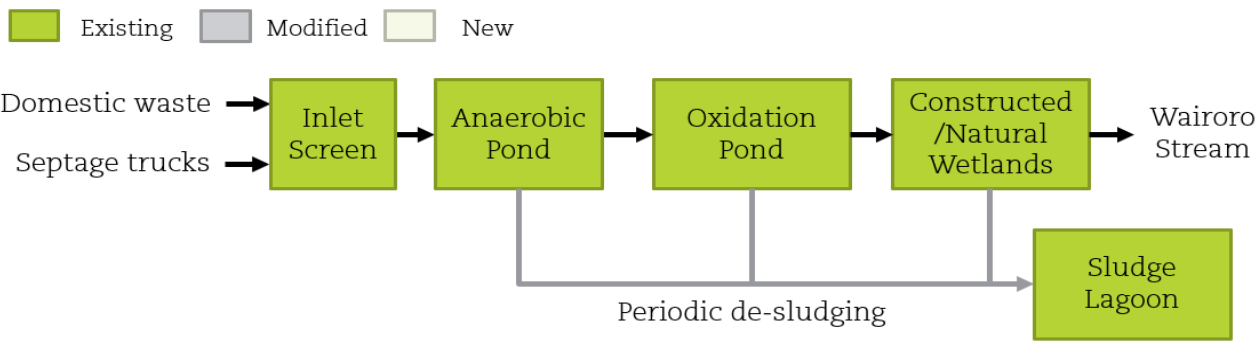 Existing
Modified
New
Domestic waste
Septage trucks
Inlet
Screen
Anaerobic
Pond
Oxidation
Pond
Constructed
/Natural
Wetlands
Wairoro
Stream
Sludge
Lagoon
Periodic de-sludging